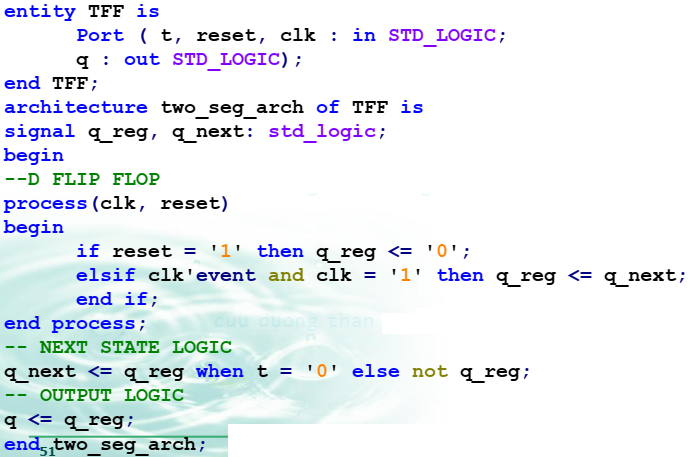 entity TFF is
Port ( t, reset, clk : in STD_LOGIC;
q : out STD_LOGIC);
end TFF;
architecture two_seg_arch of TFF is
signal q_reg, q_next: std_logic;
begin
--D FLIP FLOP
process(clk, reset)
begin
if reset = '1' then q_reg <= '0';
elsif clk'event and clk = '1' then q_reg <= q_next;
end if;
end process;
cuu duong than
-- NEXT STATE LOGIC
q_next <= q_reg when t = '0' else not q_reg;
-- OUTPUT LOGIC
q <= q_reg;
end two_seg_arch;
51